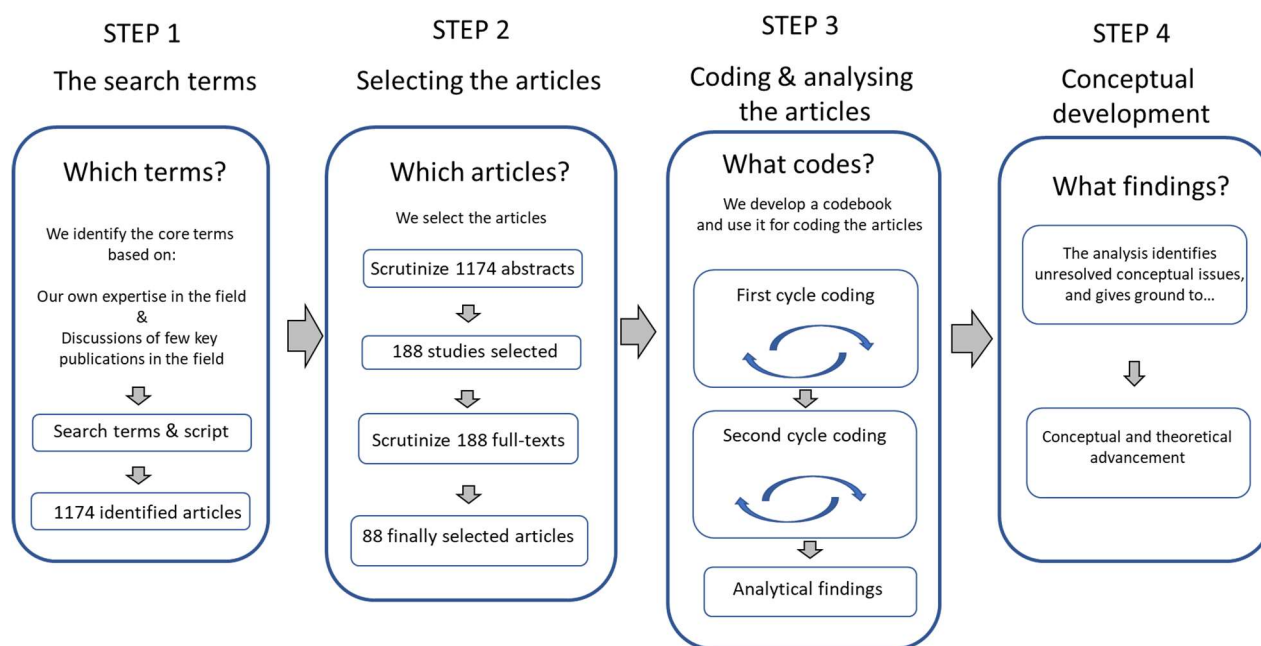 STEP 1
The search terms
Which terms?
We identify the core terms
based on:
Our own expertise in the field
&
Discussions of few key
publications in the field
Search terms & script
1174 identified articles
STEP 2
Selecting the articles
Which articles?
We select the articles
Scrutinize 1174 abstracts
188 studies selected
Scrutinize 188 full-texts
88 finally selected articles
STEP 3
Coding & analysing
the articles
What codes?
We develop a codebook
and use it for coding the articles
First cycle coding
Second cycle coding
Analytical findings
STEP 4
Conceptual
development
What findings?
The analysis identifies
unresolved conceptual issues,
and gives ground to...
Conceptual and theoretical
advancement